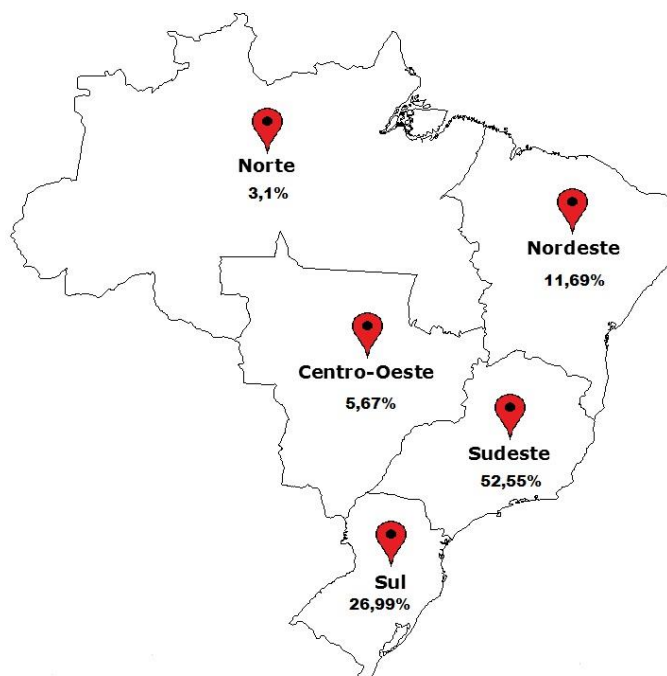 Norte
3,1%
Nordeste
11,69%
Centro-Oeste
5,67%
Sudeste
52,55%
Sul
26,99%